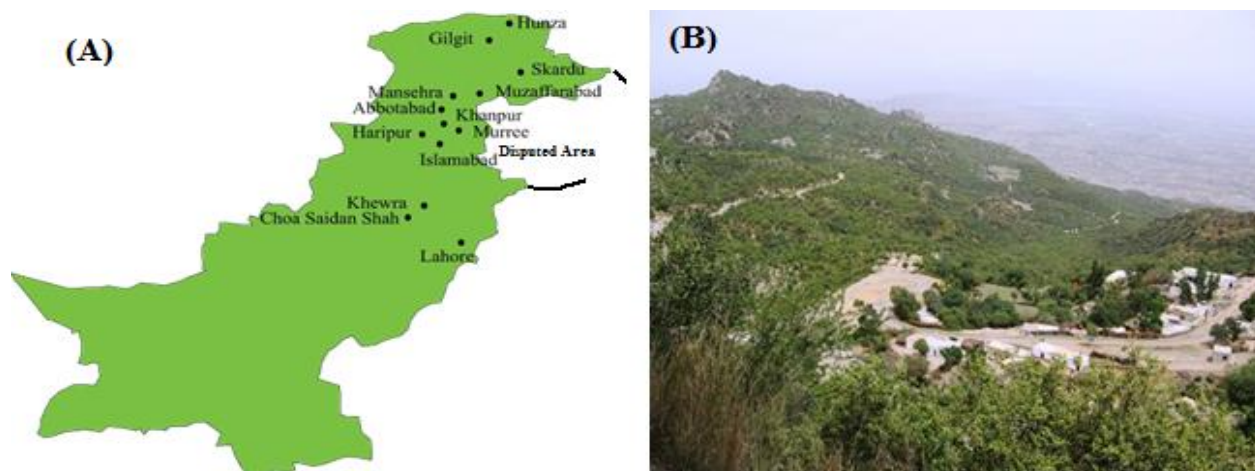 (A)
Hunza
Gilgit
Skardu
Mansehra
Muzaffarabad
Abbotabad
Khanpur
Haripur
Murree
Islamabad
Disputed Area
Khewra
Choa Saidan Shah
Lahore
(B)